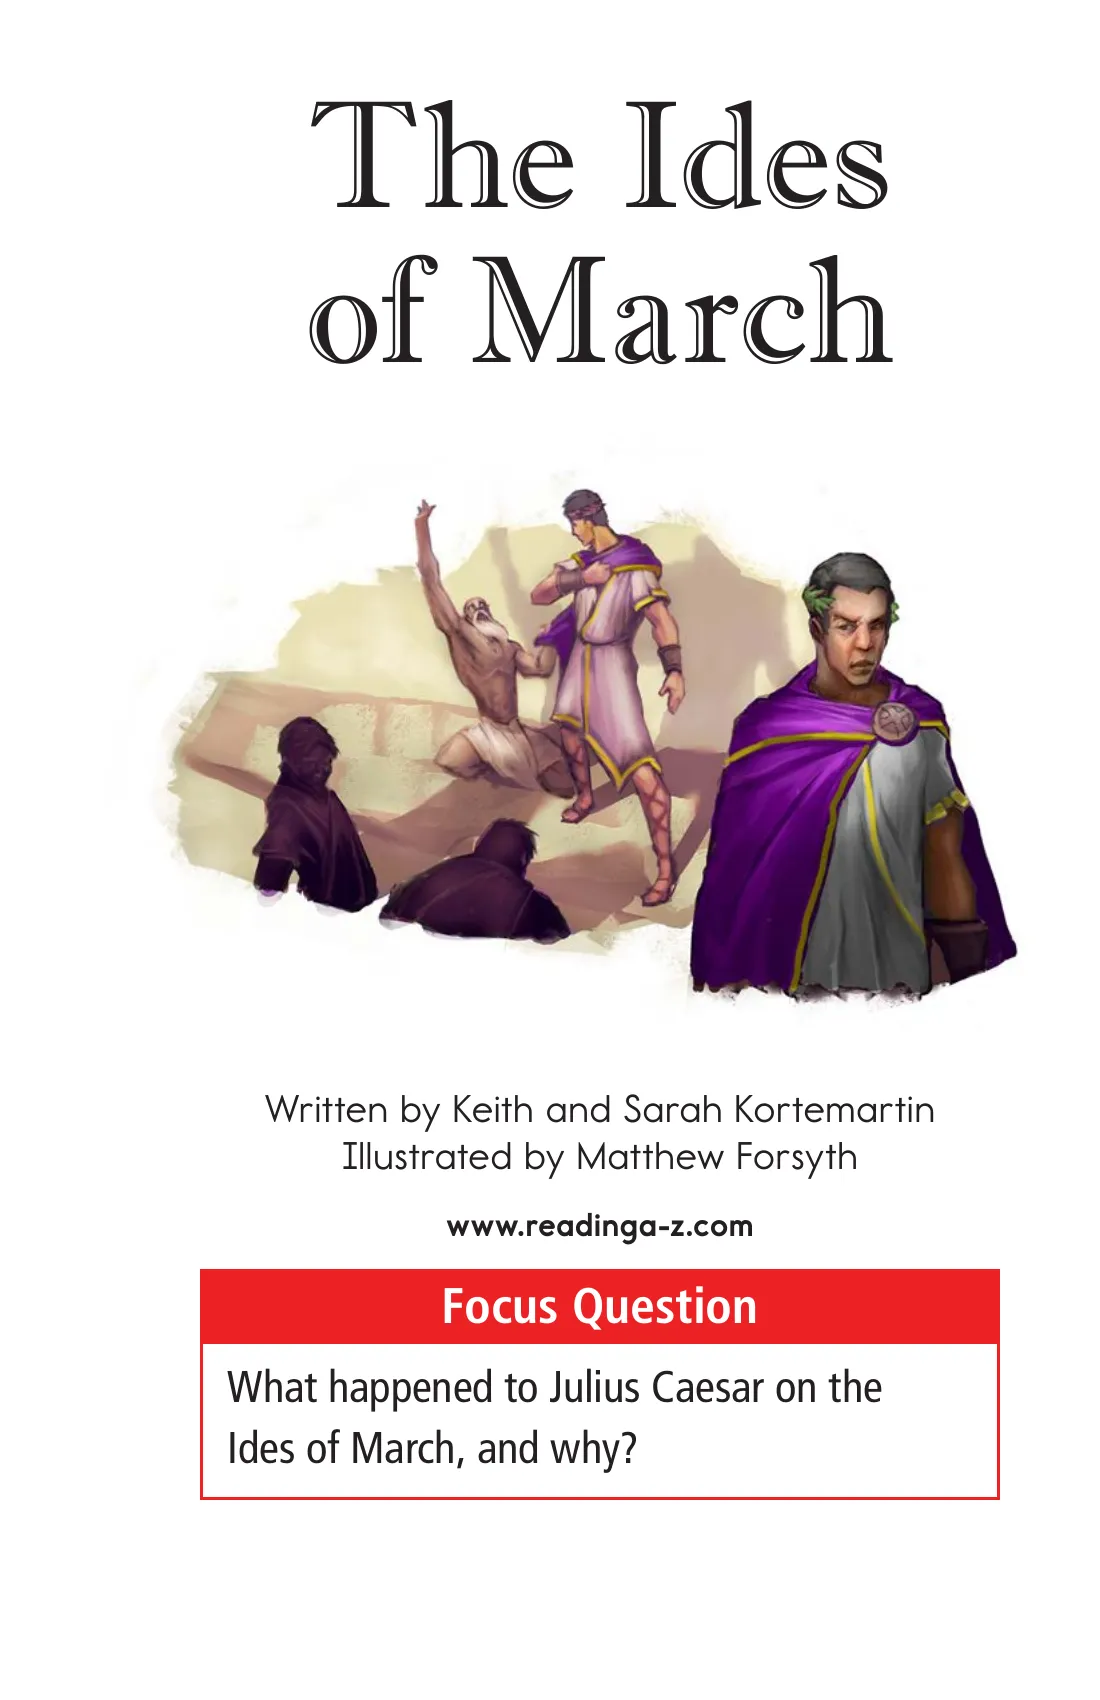 The Ides
of March
Written by Keith and Sarah Kortemartin
Illustrated by Matthew Forsyth
www.readinga-z.com
Focus Question
What happened to Julius Caesar on the
Ides of March, and why?